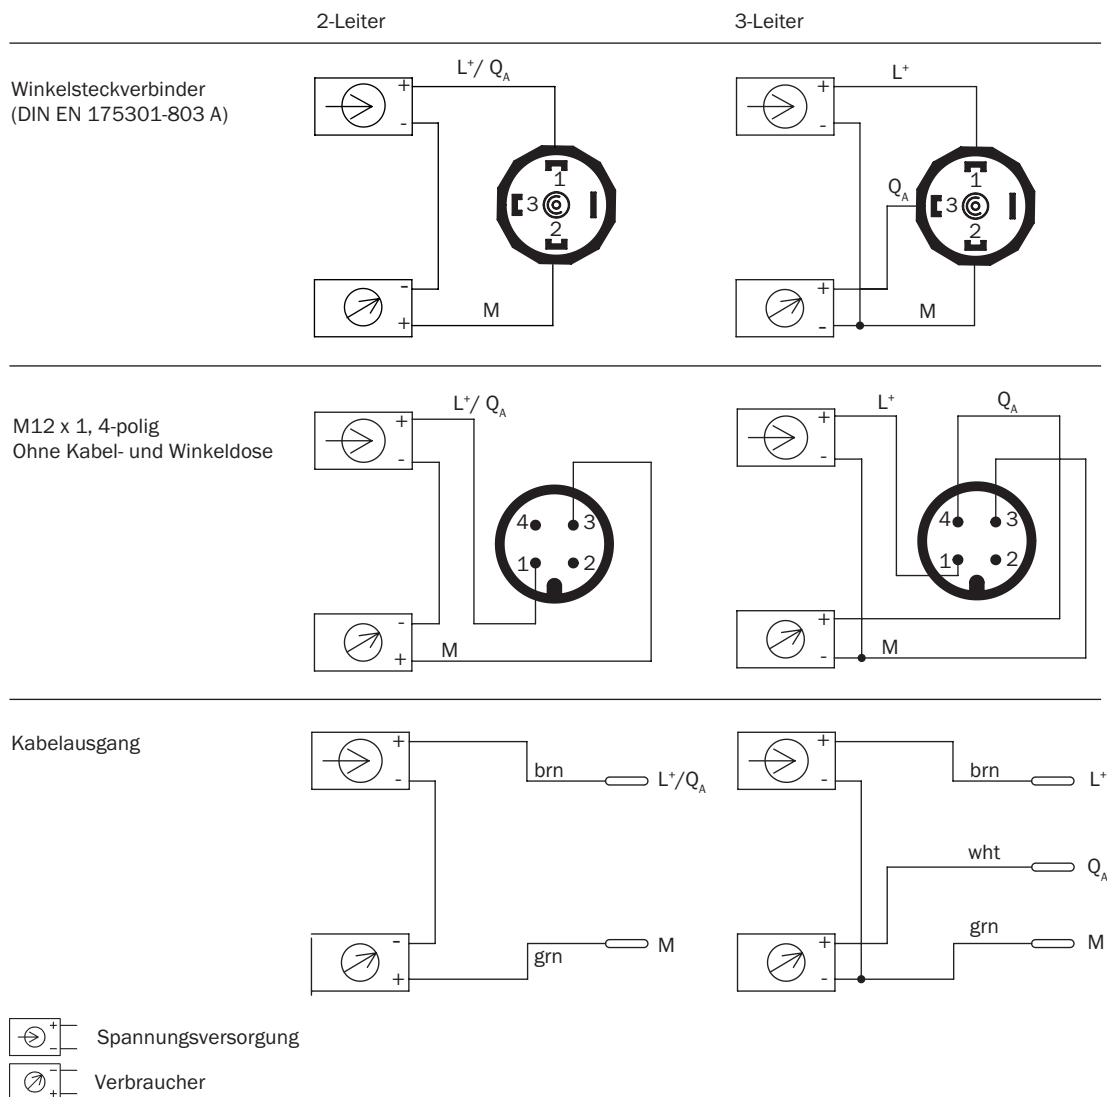 2-Leiter 3-Leiter
Winkelsteckverbinder
(DIN EN 175301-803 A)
L+/ QA
+
-
1
3
2
-
+
M
L+
+
-
QA
1
3
2
+
-
M
M12 x 1, 4-polig
Ohne Kabel- und Winkeldose
L+/ QA
+
-
4 3
1 2
-
+
M
L+ QA
+
-
4 3
1 2
+
-
M
Kabelausgang
+
-
brn L+/QA
-
+
grn M
+
-
brn L+
wht QA
+
-
grn M
+
-
Spannungsversorgung
-
+
Verbraucher